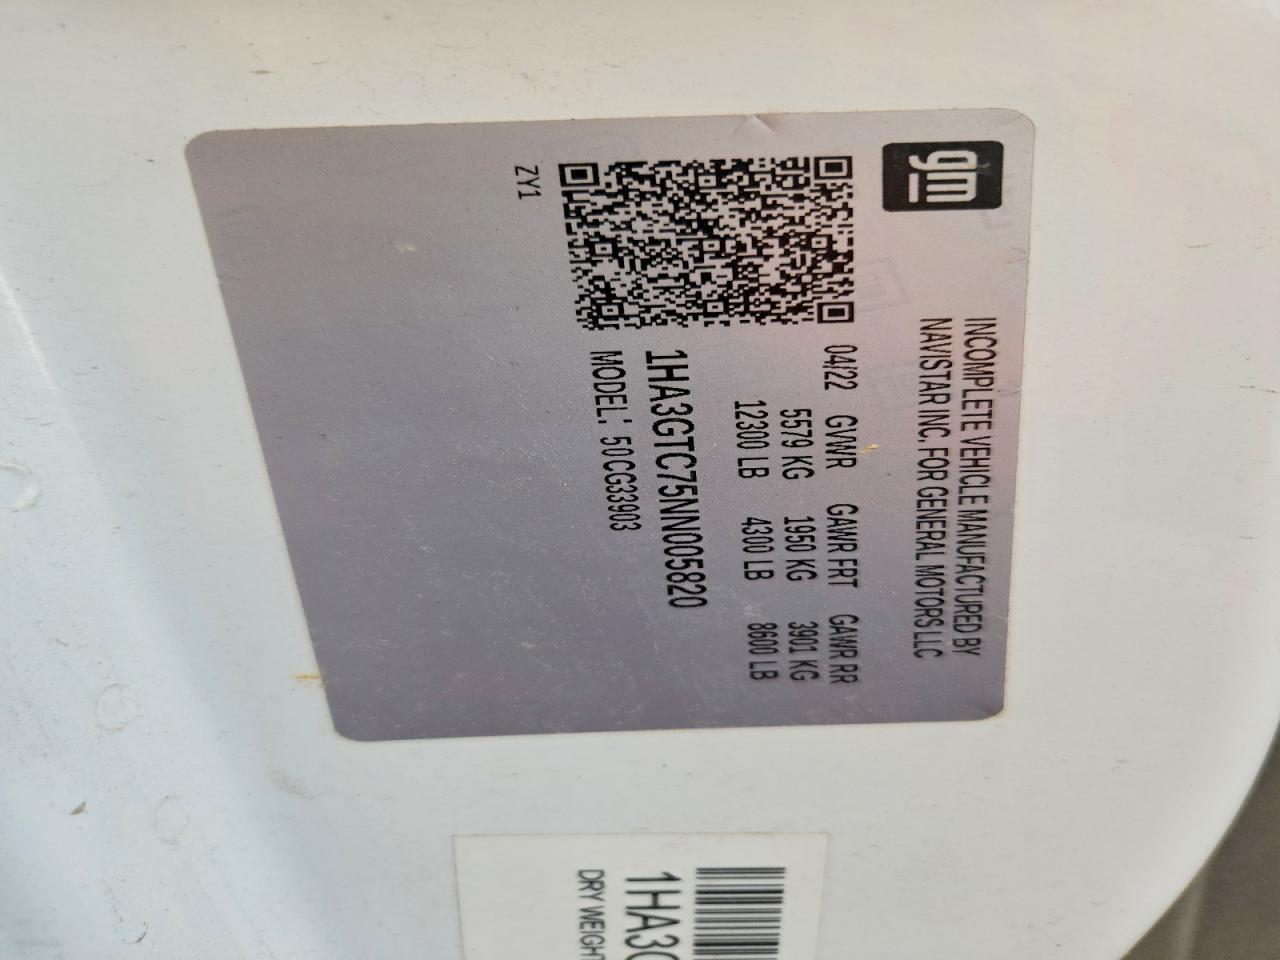 gm
INCOMPLETE VEHICLE MANUFACTURED BY
NAVISTAR INC. FOR GENERAL MOTORS LLC
04/22 GVWR GAWR FRT GAWR RR
5579 KG 1950 KG 3901 KG
12300 LB 4300 LB 8600 LB
1HA3GTC75NN005820
MODEL: 50CG33903
ZY1
1HA3G
DRY WEIGHT